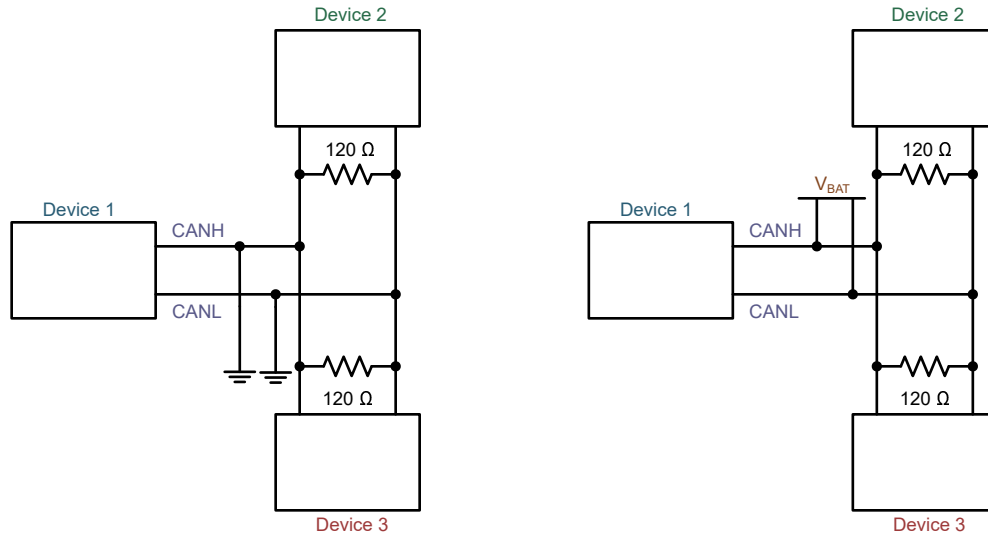 Device 2
120 Ω
Device 1
CANH
CANL
120 Ω
Device 3
Device 2
120 Ω
VBAT
Device 1
CANH
CANL
120 Ω
Device 3